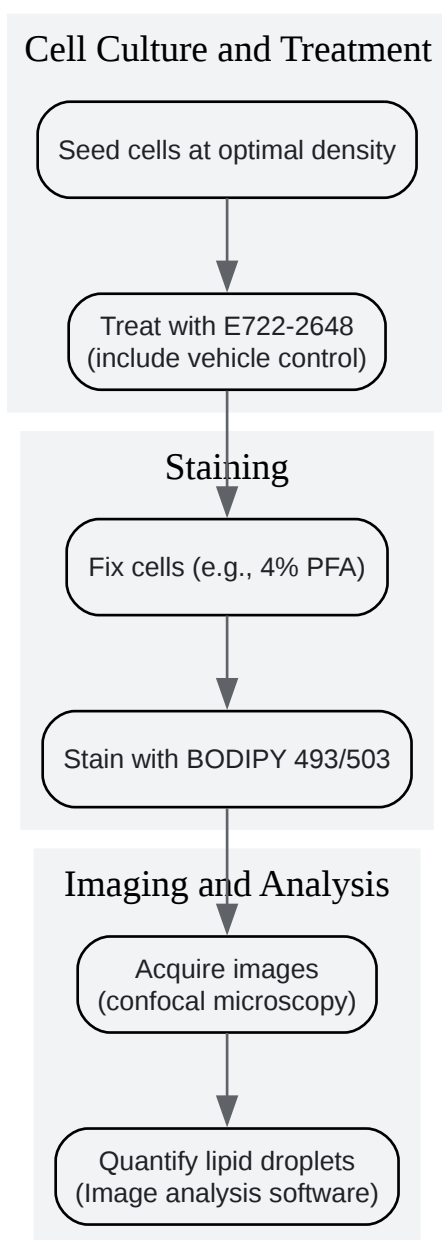 Cell Culture and Treatment
Seed cells at optimal density
Treat with E722-2648
(include vehicle control)
Staining
Fix cells (e.g., 4% PFA)
Stain with BODIPY 493/503
Imaging and Analysis
Acquire images
(confocal microscopy)
Quantify lipid droplets
(Image analysis software)